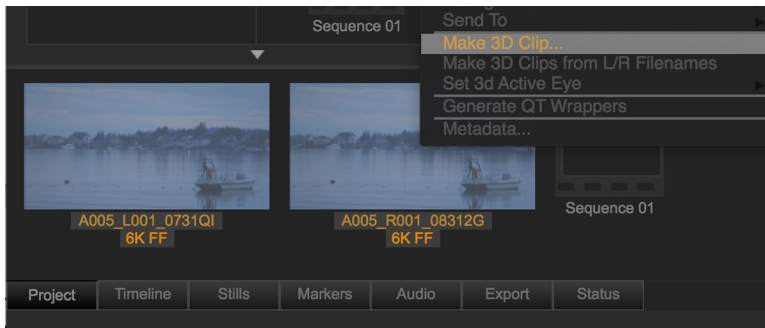 Send To
Sequence 01
Make 3D Clip...
Make 3D Clips from L/R Filenames
Set 3d Active Eye
Generate QT Wrappers
Metadata...
A005_L001_0731QI
6K FF
A005_R001_08312G
6K FF
Sequence 01
Project
Timeline
Stills
Markers
Audio
Export
Status